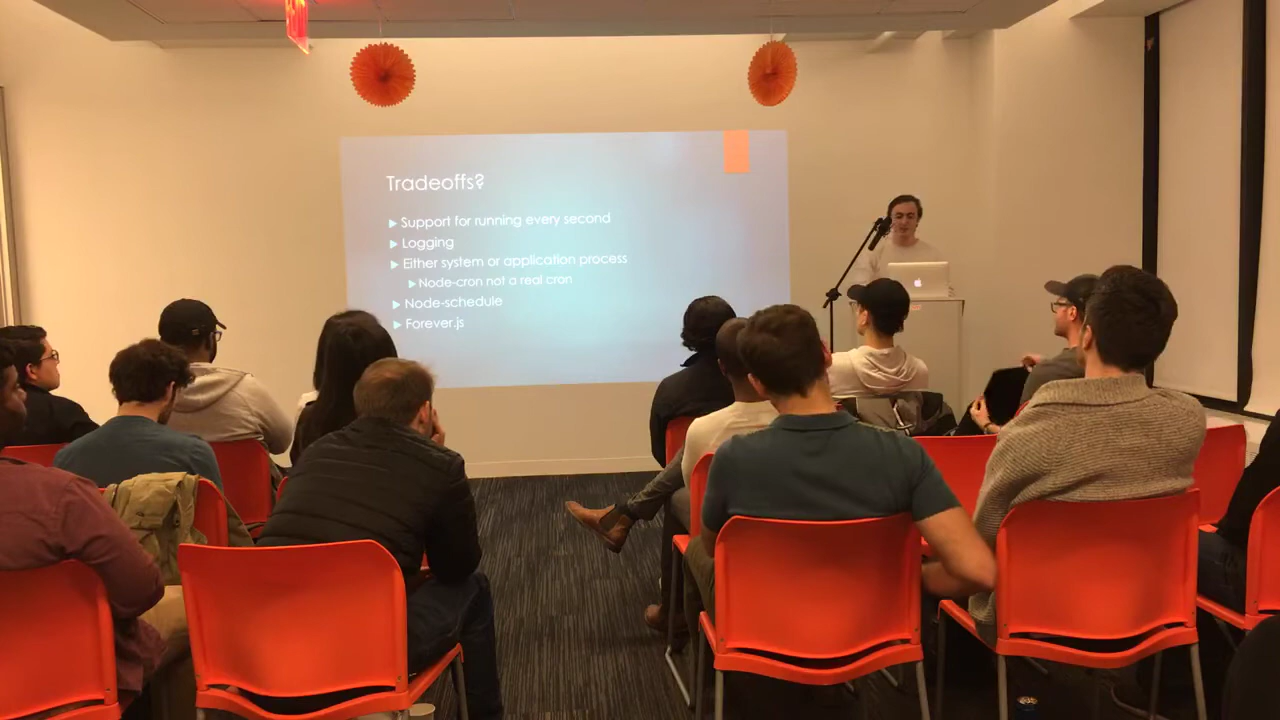 Tradeoffs?
Support for running every second
Logging
Either system or application process
Node-cron not a real cron
Node-schedule
Forever.js